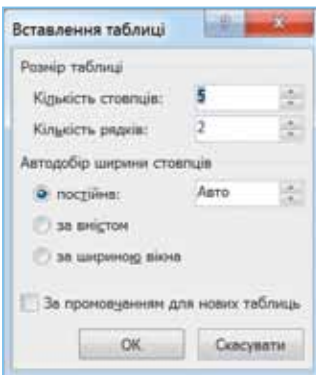 Вставлення таблиці
Розмір таблиці
Кількість стовпців: 5
Кількість рядків: 2
Автодобір ширини стовпців
постійна: Авто
за вмістом
за шириною вікна
За промовчанням для нових таблиць
ОК Скасувати